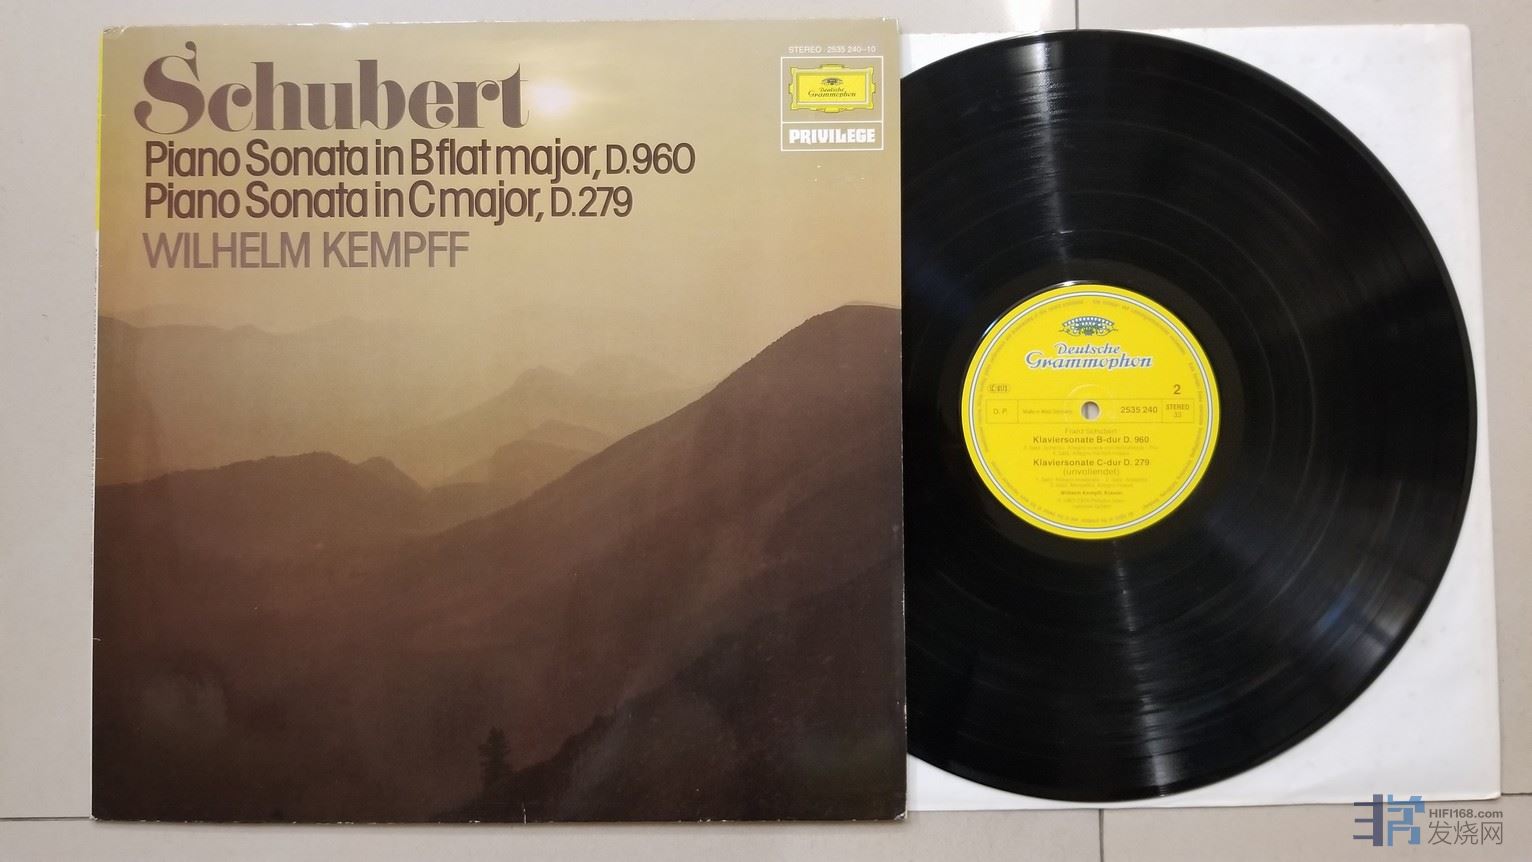 Schubert
Piano Sonata in B flat major, D.960
Piano Sonata in C major, D.279
WILHELM KEMPFF
STEREO 2535 240-10
Deutsche
Grammophon
PRIVILEGE
Deutsche
Grammophon
2
D. P.
Made in West Germany
2535 240
STEREO
33
Franz Schubert
Klaviersonate B-dur D. 960
Klaviersonate C-dur D. 279
(unvollendet)
Wilhelm Kempff, Klavier
HIFI168.com
发烧网